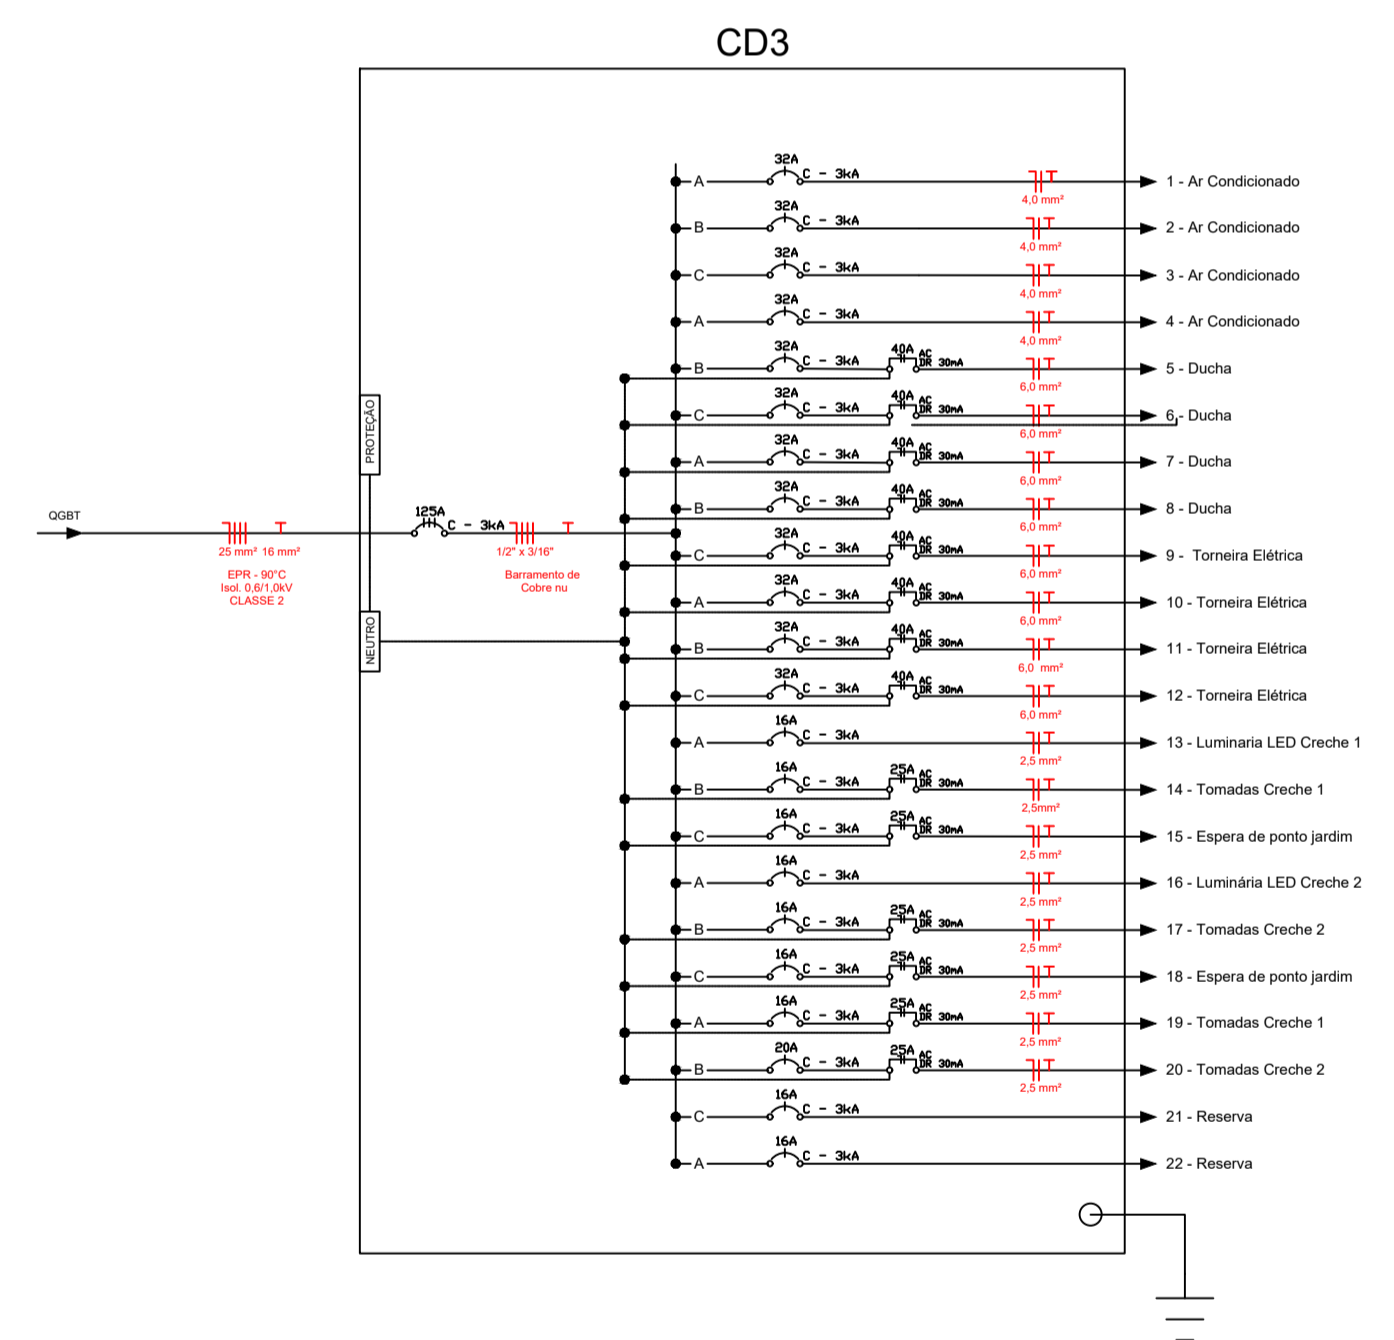 CD3
32A
A C - 3kA 1 - Ar Condicionado
4,0 mm²
32A
B C - 3kA 2 - Ar Condicionado
4,0 mm²
32A
C C - 3kA 3 - Ar Condicionado
4,0 mm²
32A
A C - 3kA 4 - Ar Condicionado
4,0 mm²
32A 40A AC
B C - 3kA DR 30mA 5 - Ducha
6,0 mm²
32A 40A AC
C C - 3kA DR 30mA 6 - Ducha
6,0 mm²
32A 40A AC
A C - 3kA DR 30mA 7 - Ducha
6,0 mm²
32A 40A AC
B C - 3kA DR 30mA 8 - Ducha
6,0 mm²
32A 40A AC
C C - 3kA DR 30mA 9 - Torneira Elétrica
6,0 mm²
32A 40A AC
A C - 3kA DR 30mA 10 - Torneira Elétrica
6,0 mm²
32A 40A AC
B C - 3kA DR 30mA 11 - Torneira Elétrica
6,0 mm²
32A 40A AC
C C - 3kA DR 30mA 12 - Torneira Elétrica
6,0 mm²
16A
A C - 3kA 13 - Luminaria LED Creche 1
2,5 mm²
16A 25A AC
B C - 3kA DR 30mA 14 - Tomadas Creche 1
2,5mm²
16A 25A AC
C C - 3kA DR 30mA 15 - Espera de ponto jardim
2,5 mm²
16A
A C - 3kA 16 - Luminária LED Creche 2
2,5 mm²
16A 25A AC
B C - 3kA DR 30mA 17 - Tomadas Creche 2
2,5 mm²
16A 25A AC
C C - 3kA DR 30mA 18 - Espera de ponto jardim
2,5 mm²
16A 25A AC
A C - 3kA DR 30mA 19 - Tomadas Creche 1
2,5 mm²
20A 25A AC
B C - 3kA DR 30mA 20 - Tomadas Creche 2
2,5 mm²
16A
C C - 3kA 21 - Reserva
16A
A C - 3kA 22 - Reserva
PROTEÇÃO
NEUTRO
QGBT
25 mm² 16 mm²
EPR - 90°C
Isol. 0,6/1,0kV
CLASSE 2
125A
C - 3kA
1/2" x 3/16"
Barramento de
Cobre nu